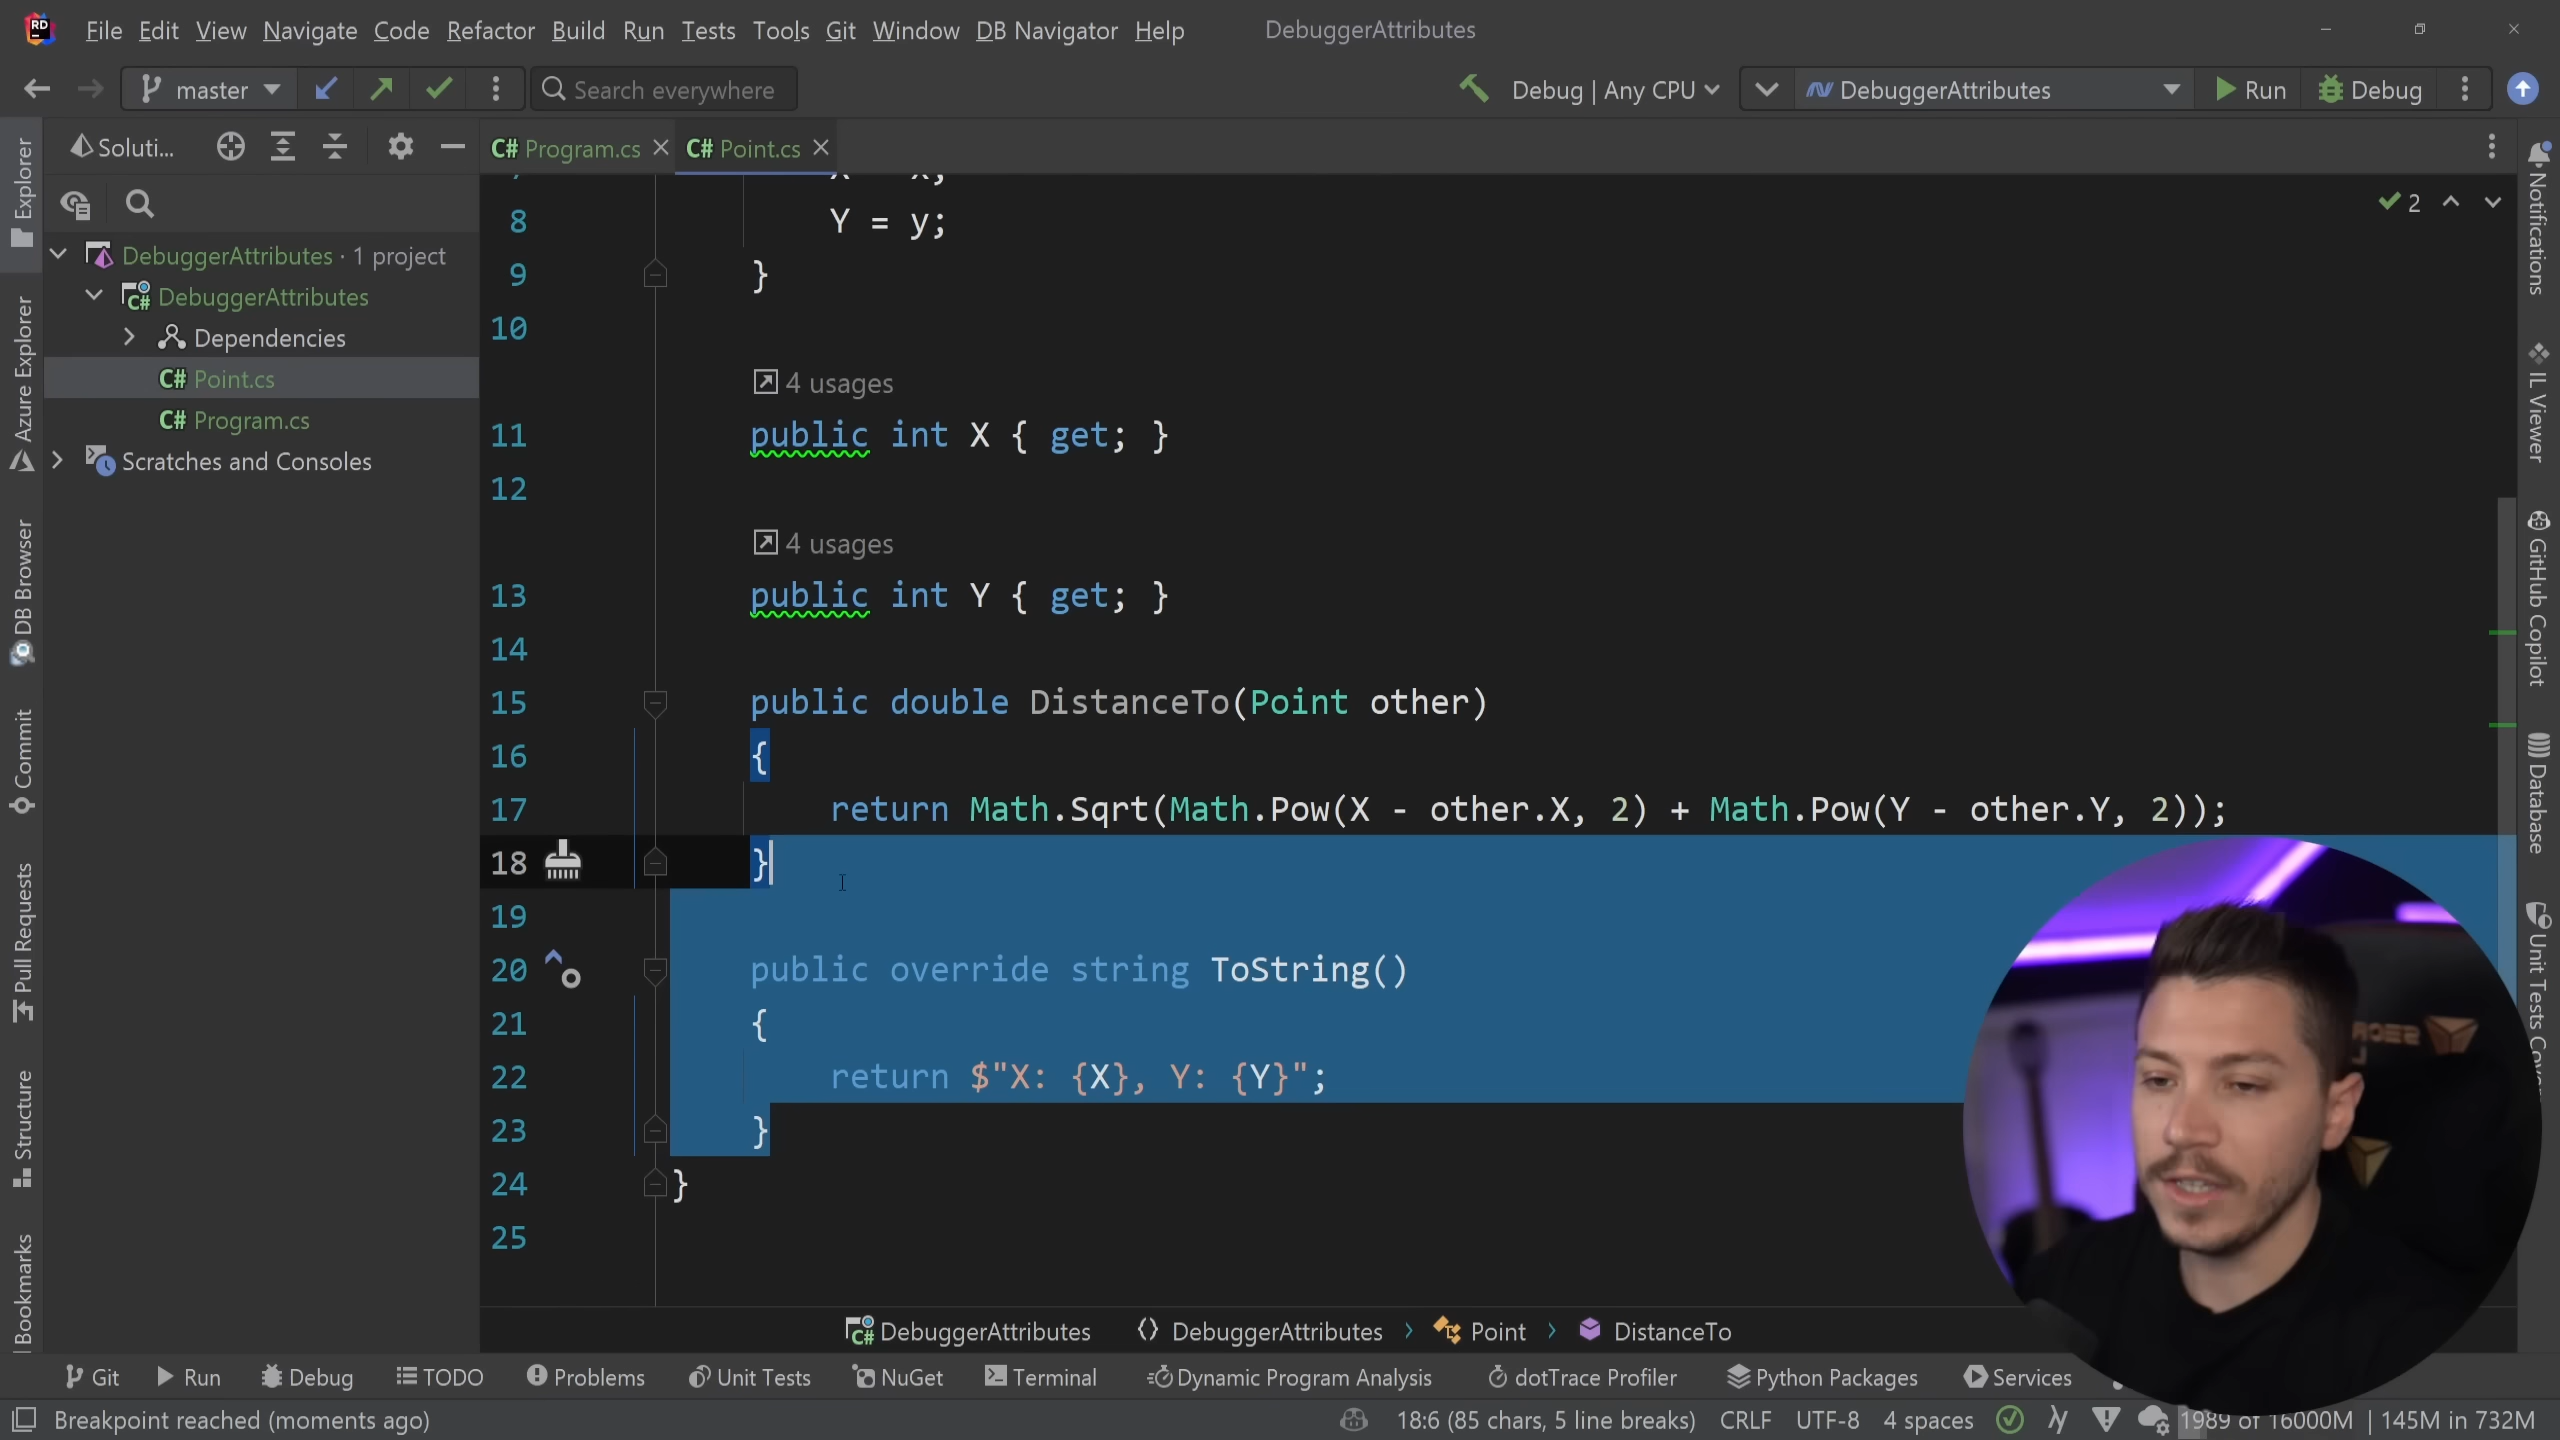 RD
File Edit View Navigate Code Refactor Build Run Tests Tools Git Window DB Navigator Help DebuggerAttributes
master Search everywhere Debug | Any CPU DebuggerAttributes Run Debug
Soluti... C# Program.cs C# Point.cs
DebuggerAttributes · 1 project
C# DebuggerAttributes
Dependencies
C# Point.cs
C# Program.cs
Scratches and Consoles
Explorer
Azure Explorer
DB Browser
Commit
Pull Requests
Structure
Bookmarks
8 Y = y;
9 }
10
4 usages
11 public int X { get; }
12
4 usages
13 public int Y { get; }
14
15 public double DistanceTo(Point other)
16 {
17 return Math.Sqrt(Math.Pow(X - other.X, 2) + Math.Pow(Y - other.Y, 2));
18 }
19
20 public override string ToString()
21 {
22 return $"X: {X}, Y: {Y}";
23 }
24 }
25
2
Notifications
IL Viewer
GitHub Copilot
Database
Unit Tests
C# DebuggerAttributes DebuggerAttributes Point DistanceTo
Git Run Debug TODO Problems Unit Tests NuGet Terminal Dynamic Program Analysis dotTrace Profiler Python Packages Services
Breakpoint reached (moments ago) 18:6 (85 chars, 5 line breaks) CRLF UTF-8 4 spaces 1989 of 16000M | 145M in 732M